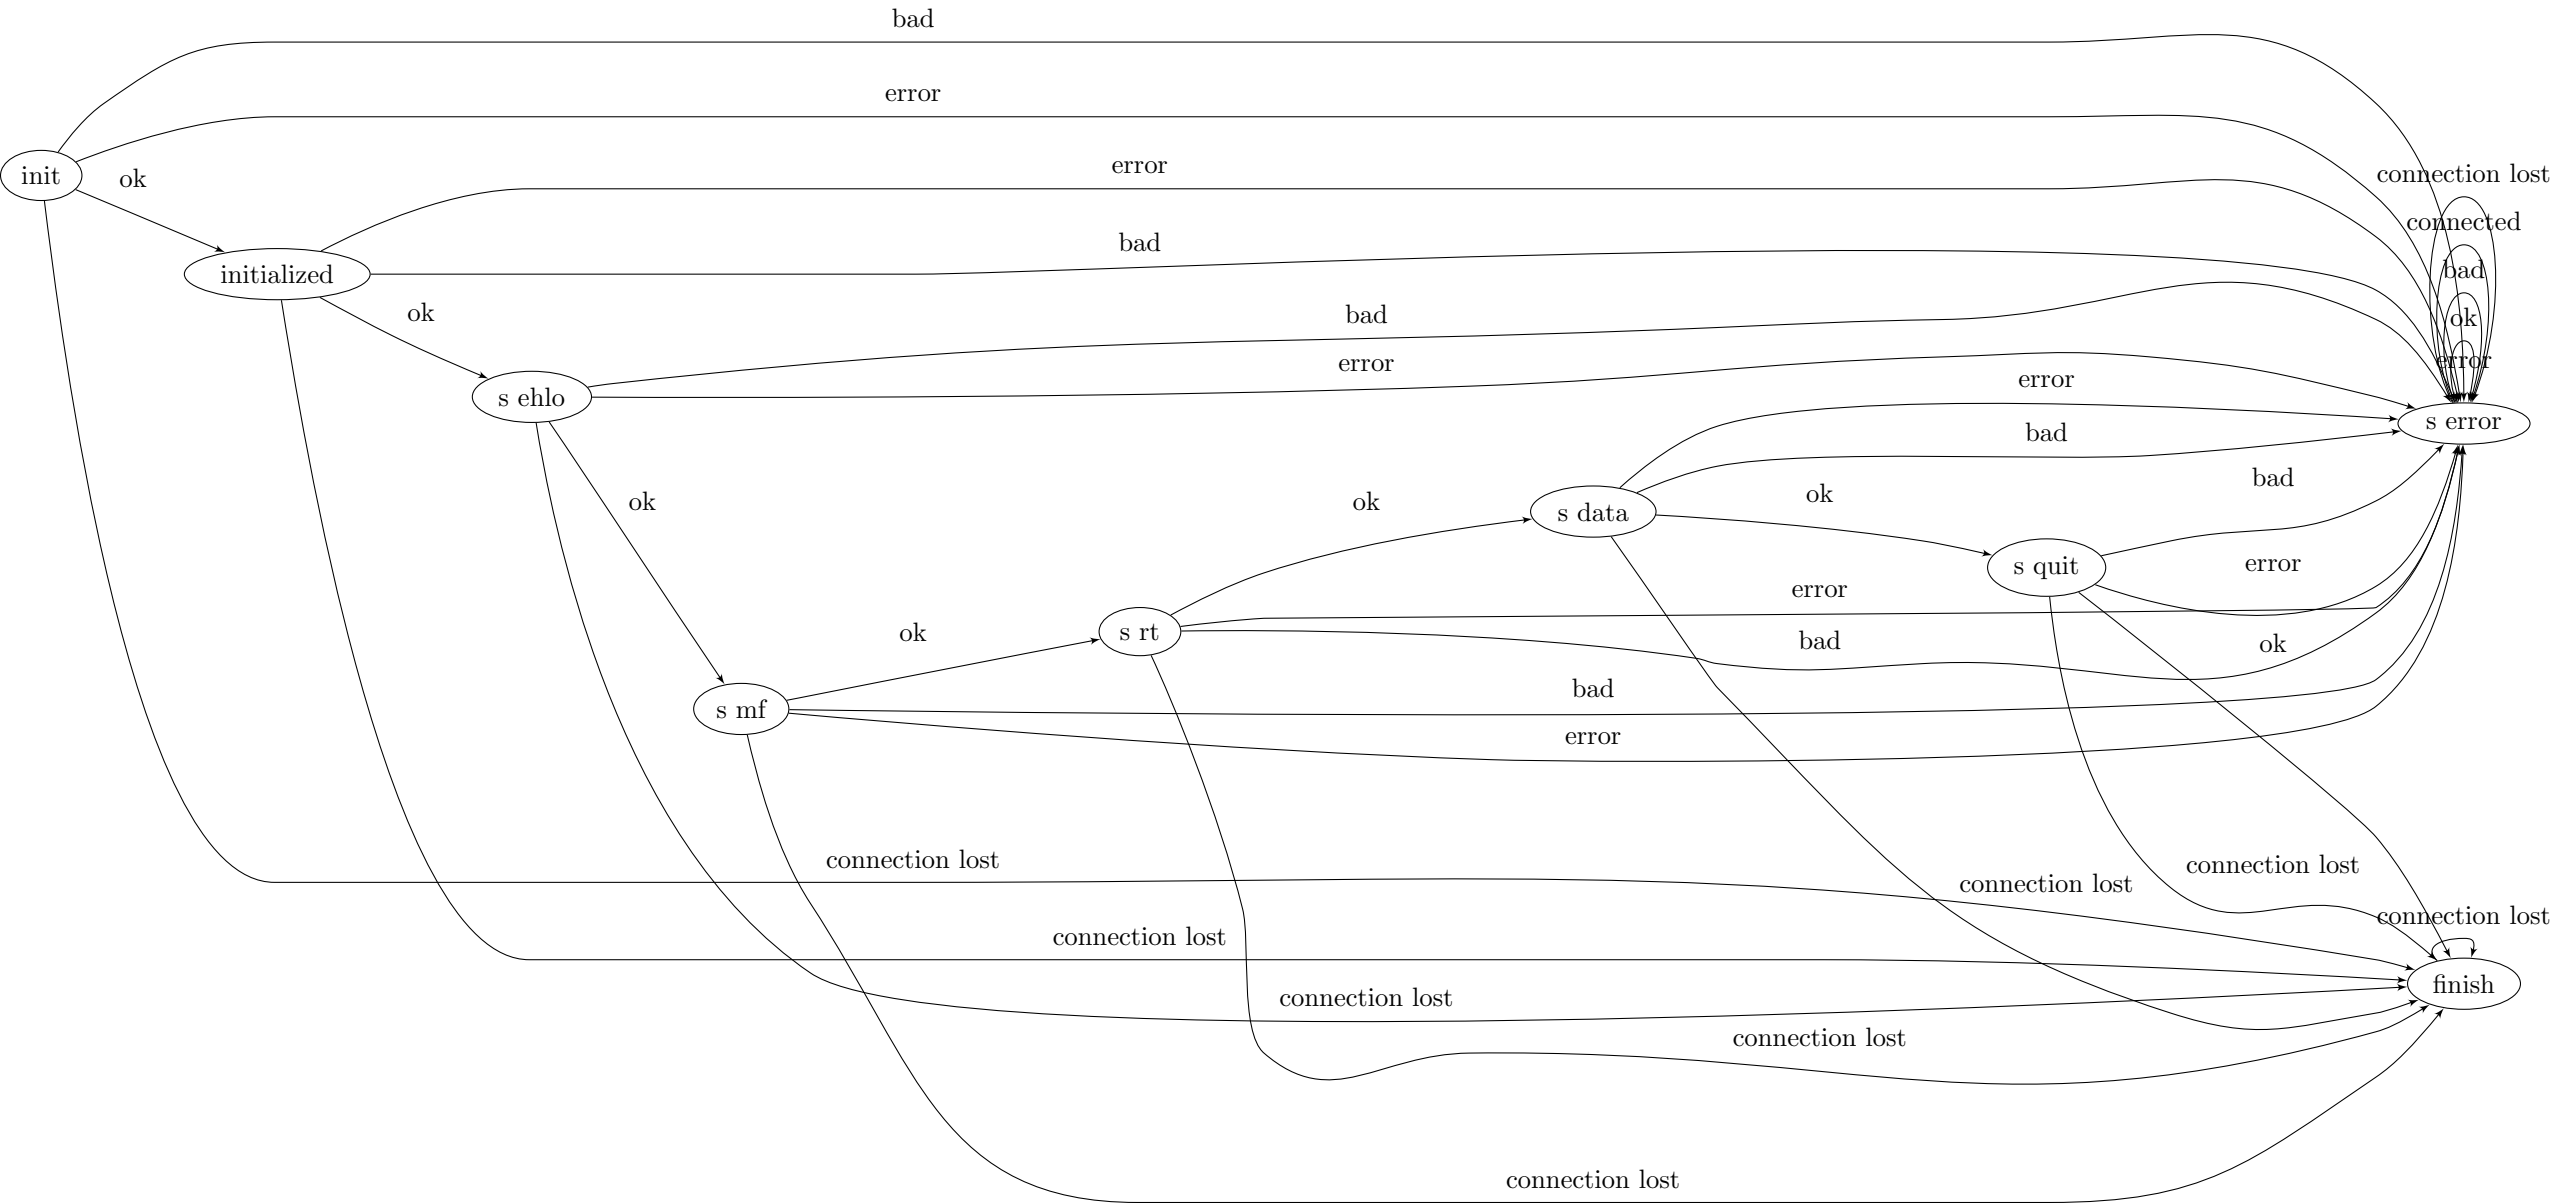 bad
error
error
connection lost
init
ok
connected
bad
initialized
bad
ok
bad
ok
error
error
error
s ehlo
s error
bad
bad
ok
ok
ok
s data
error
s quit
error
ok
s rt
bad
ok
bad
s mf
error
connection lost
connection lost
connection lost
connection lost
connection lost
finish
connection lost
connection lost
connection lost